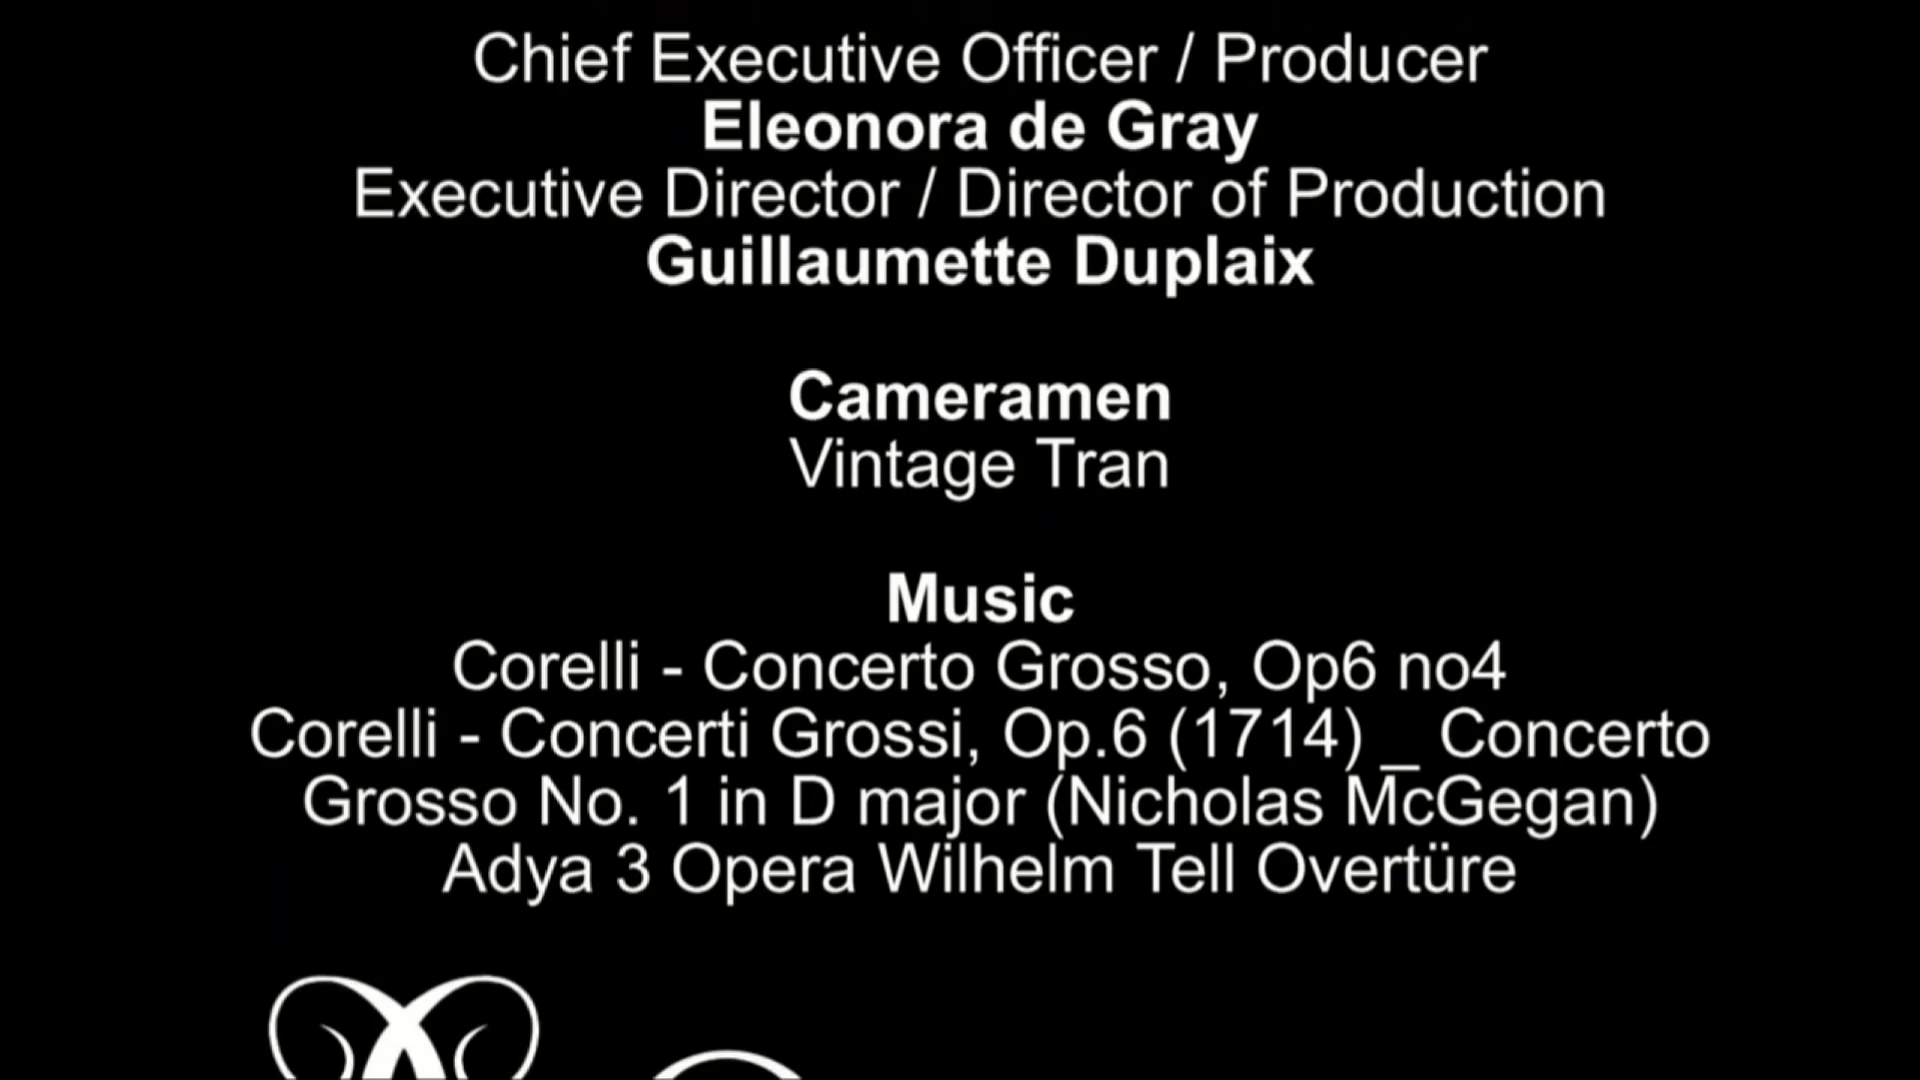 Chief Executive Officer / Producer
Eleonora de Gray
Executive Director / Director of Production
Guillaumette Duplaix
Cameramen
Vintage Tran
Music
Corelli - Concerto Grosso, Op6 no4
Corelli - Concerti Grossi, Op.6 (1714) _ Concerto
Grosso No. 1 in D major (Nicholas McGegan)
Adya 3 Opera Wilhelm Tell Overtüre